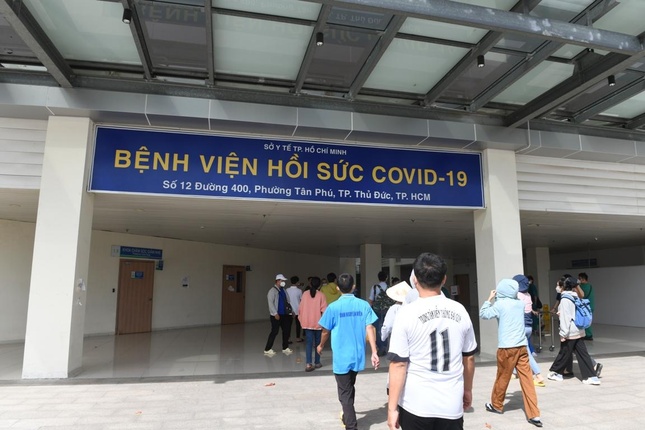 SỞ Y TẾ TP. HỒ CHÍ MINH
BỆNH VIỆN HỒI SỨC COVID-19
Số 12 Đường 400, Phường Tân Phú, TP. Thủ Đức, TP. HCM
11